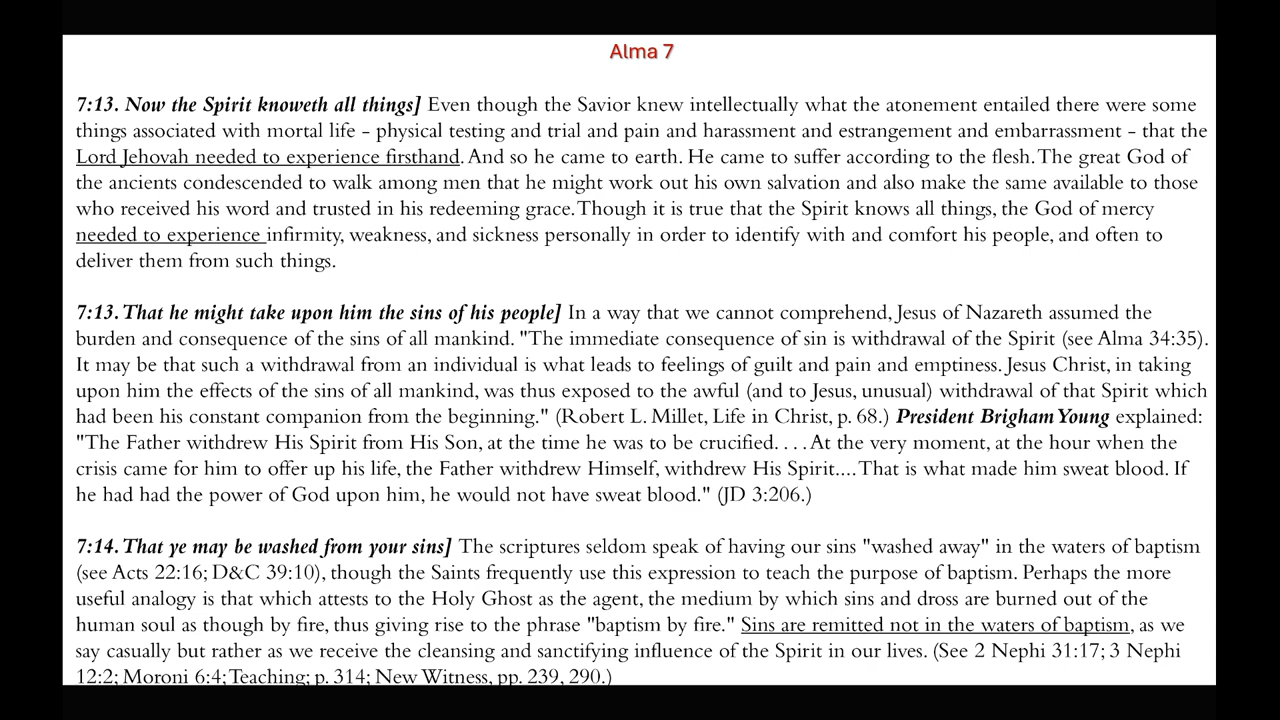 Alma 7
7:13. Now the Spirit knoweth all things] Even though the Savior knew intellectually what the atonement entailed there were some
things associated with mortal life - physical testing and trial and pain and harassment and estrangement and embarrassment - that the
Lord Jehovah needed to experience firsthand. And so he came to earth. He came to suffer according to the flesh. The great God of
the ancients condescended to walk among men that he might work out his own salvation and also make the same available to those
who received his word and trusted in his redeeming grace. Though it is true that the Spirit knows all things, the God of mercy
needed to experience infirmity, weakness, and sickness personally in order to identify with and comfort his people, and often to
deliver them from such things.
7:13. That he might take upon him the sins of his people] In a way that we cannot comprehend, Jesus of Nazareth assumed the
burden and consequence of the sins of all mankind. "The immediate consequence of sin is withdrawal of the Spirit (see Alma 34:35).
It may be that such a withdrawal from an individual is what leads to feelings of guilt and pain and emptiness. Jesus Christ, in taking
upon him the effects of the sins of all mankind, was thus exposed to the awful (and to Jesus, unusual) withdrawal of that Spirit which
had been his constant companion from the beginning." (Robert L. Millet, Life in Christ, p. 68.) President Brigham Young explained:
"The Father withdrew His Spirit from His Son, at the time he was to be crucified. . . . At the very moment, at the hour when the
crisis came for him to offer up his life, the Father withdrew Himself, withdrew His Spirit.... That is what made him sweat blood. If
he had had the power of God upon him, he would not have sweat blood." (JD 3:206.)
7:14. That ye may be washed from your sins] The scriptures seldom speak of having our sins "washed away" in the waters of baptism
(see Acts 22:16; D&C 39:10), though the Saints frequently use this expression to teach the purpose of baptism. Perhaps the more
useful analogy is that which attests to the Holy Ghost as the agent, the medium by which sins and dross are burned out of the
human soul as though by fire, thus giving rise to the phrase "baptism by fire." Sins are remitted not in the waters of baptism, as we
say casually but rather as we receive the cleansing and sanctifying influence of the Spirit in our lives. (See 2 Nephi 31:17; 3 Nephi
12:2; Moroni 6:4; Teaching; p. 314; New Witness, pp. 239, 290.)